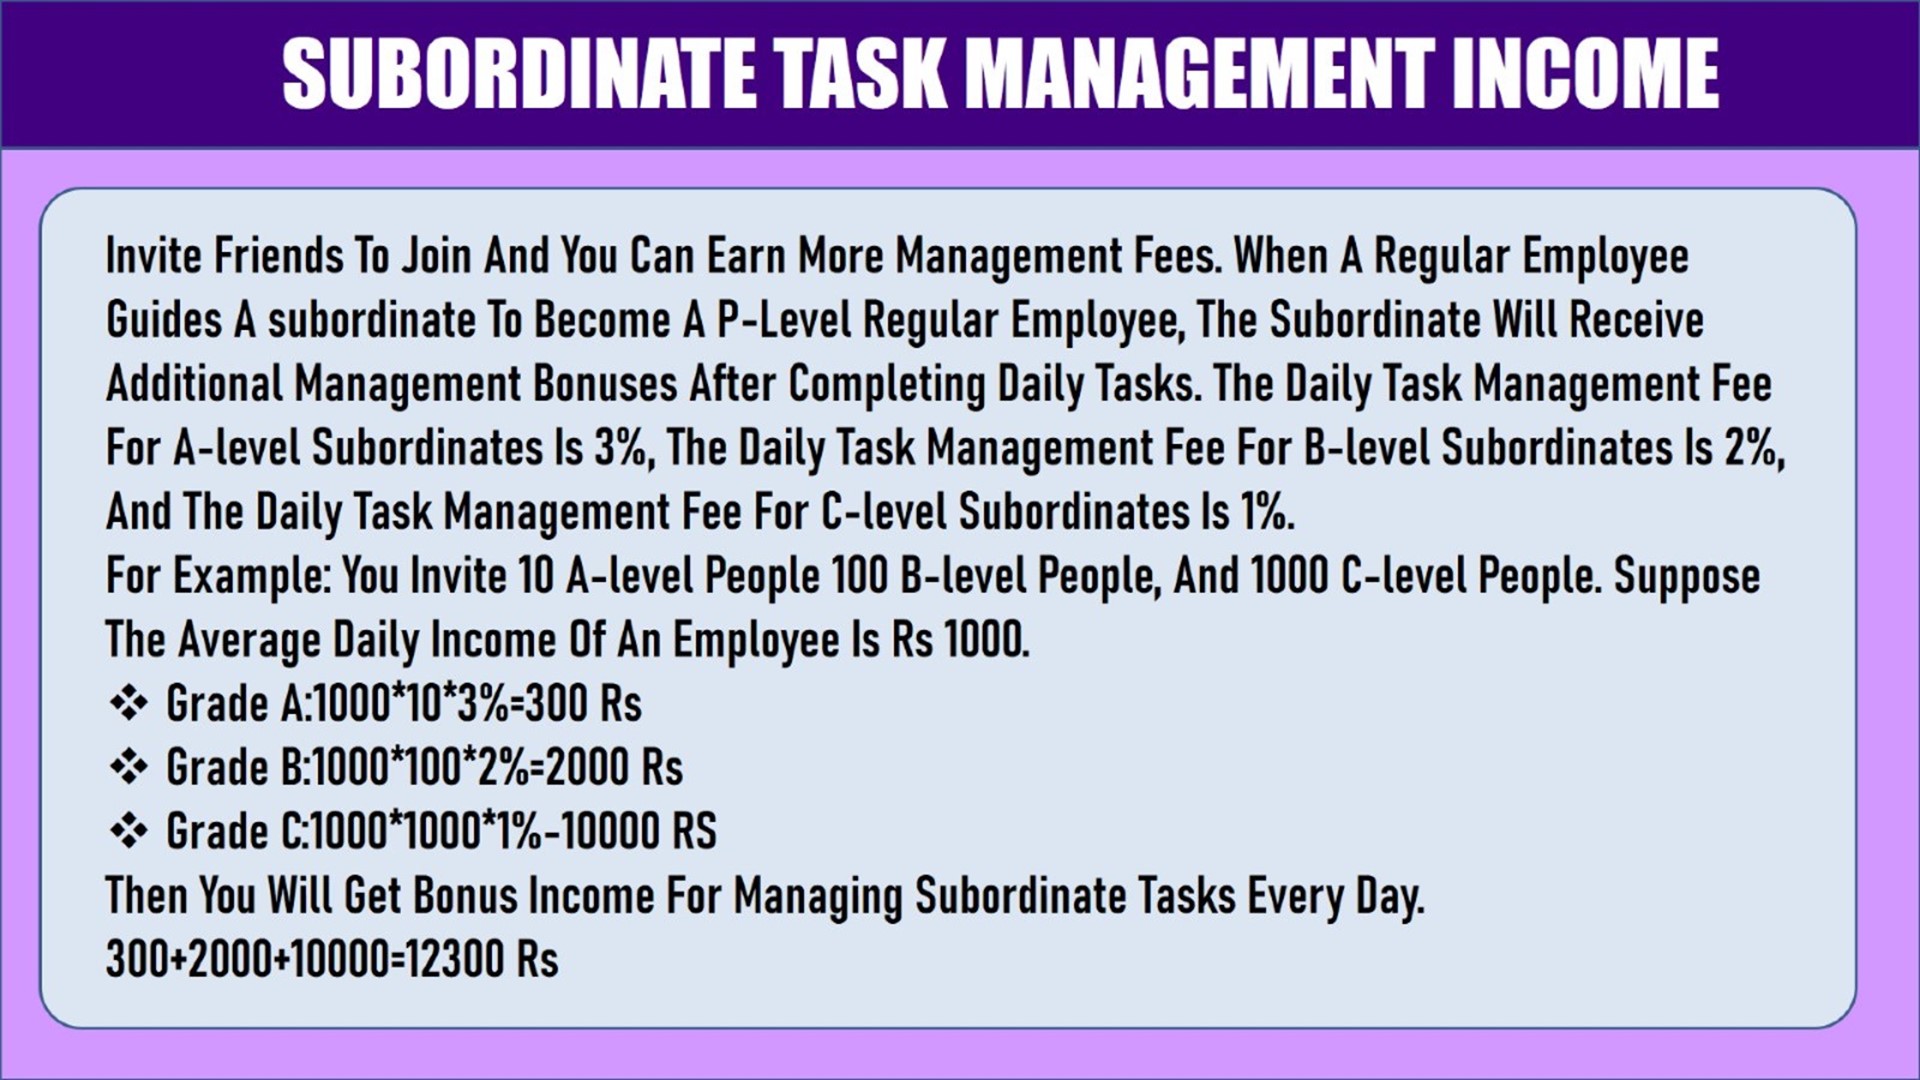 SUBORDINATE TASK MANAGEMENT INCOME
Invite Friends To Join And You Can Earn More Management Fees. When A Regular Employee
Guides A subordinate To Become A P-Level Regular Employee, The Subordinate Will Receive
Additional Management Bonuses After Completing Daily Tasks. The Daily Task Management Fee
For A-level Subordinates Is 3%, The Daily Task Management Fee For B-level Subordinates Is 2%,
And The Daily Task Management Fee For C-level Subordinates Is 1%.
For Example: You Invite 10 A-level People 100 B-level People, And 1000 C-level People. Suppose
The Average Daily Income Of An Employee Is Rs 1000.
❖ Grade A:1000*10*3%=300 Rs
❖ Grade B:1000*100*2%=2000 Rs
❖ Grade C:1000*1000*1%-10000 RS
Then You Will Get Bonus Income For Managing Subordinate Tasks Every Day.
300+2000+10000=12300 Rs